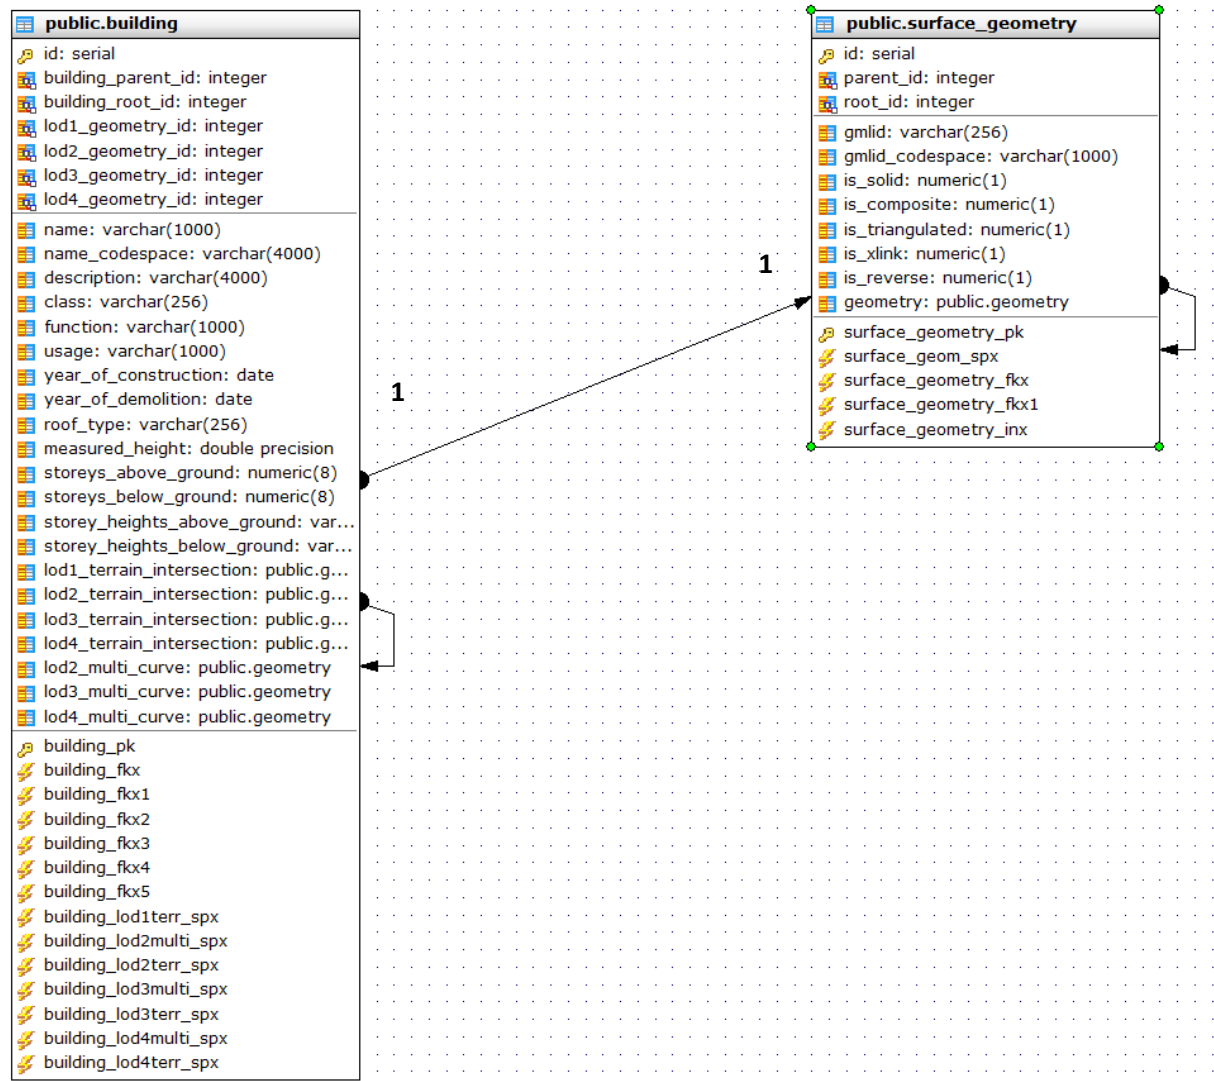 public.building
id: serial
building_parent_id: integer
building_root_id: integer
lod1_geometry_id: integer
lod2_geometry_id: integer
lod3_geometry_id: integer
lod4_geometry_id: integer
name: varchar(1000)
name_codespace: varchar(4000)
description: varchar(4000)
class: varchar(256)
function: varchar(1000)
usage: varchar(1000)
year_of_construction: date
year_of_demolition: date
roof_type: varchar(256)
measured_height: double precision
storeys_above_ground: numeric(8)
storeys_below_ground: numeric(8)
storey_heights_above_ground: var...
storey_heights_below_ground: var...
lod1_terrain_intersection: public.g...
lod2_terrain_intersection: public.g...
lod3_terrain_intersection: public.g...
lod4_terrain_intersection: public.g...
lod2_multi_curve: public.geometry
lod3_multi_curve: public.geometry
lod4_multi_curve: public.geometry
building_pk
building_fkx
building_fkx1
building_fkx2
building_fkx3
building_fkx4
building_fkx5
building_lod1terr_spx
building_lod2multi_spx
building_lod2terr_spx
building_lod3multi_spx
building_lod3terr_spx
building_lod4multi_spx
building_lod4terr_spx
1
1
public.surface_geometry
id: serial
parent_id: integer
root_id: integer
gmlid: varchar(256)
gmlid_codespace: varchar(1000)
is_solid: numeric(1)
is_composite: numeric(1)
is_triangulated: numeric(1)
is_xlink: numeric(1)
is_reverse: numeric(1)
geometry: public.geometry
surface_geometry_pk
surface_geom_spx
surface_geometry_fkx
surface_geometry_fkx1
surface_geometry_inx